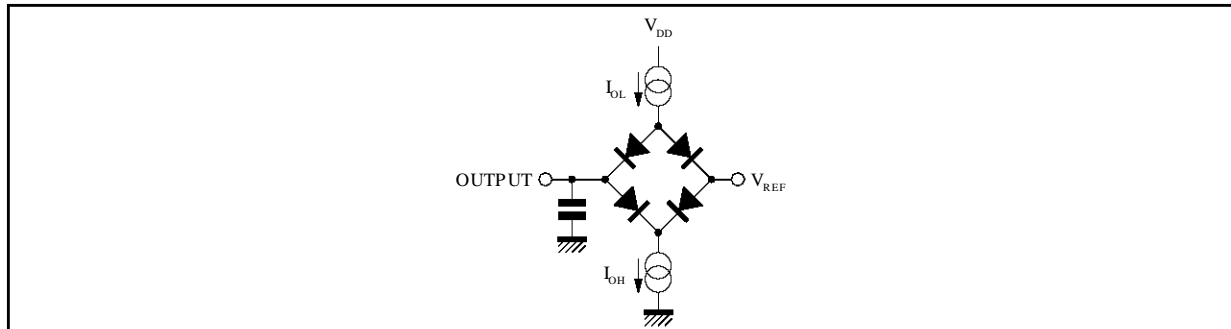 V_DD
I_OL
OUTPUT
V_REF
I_OH